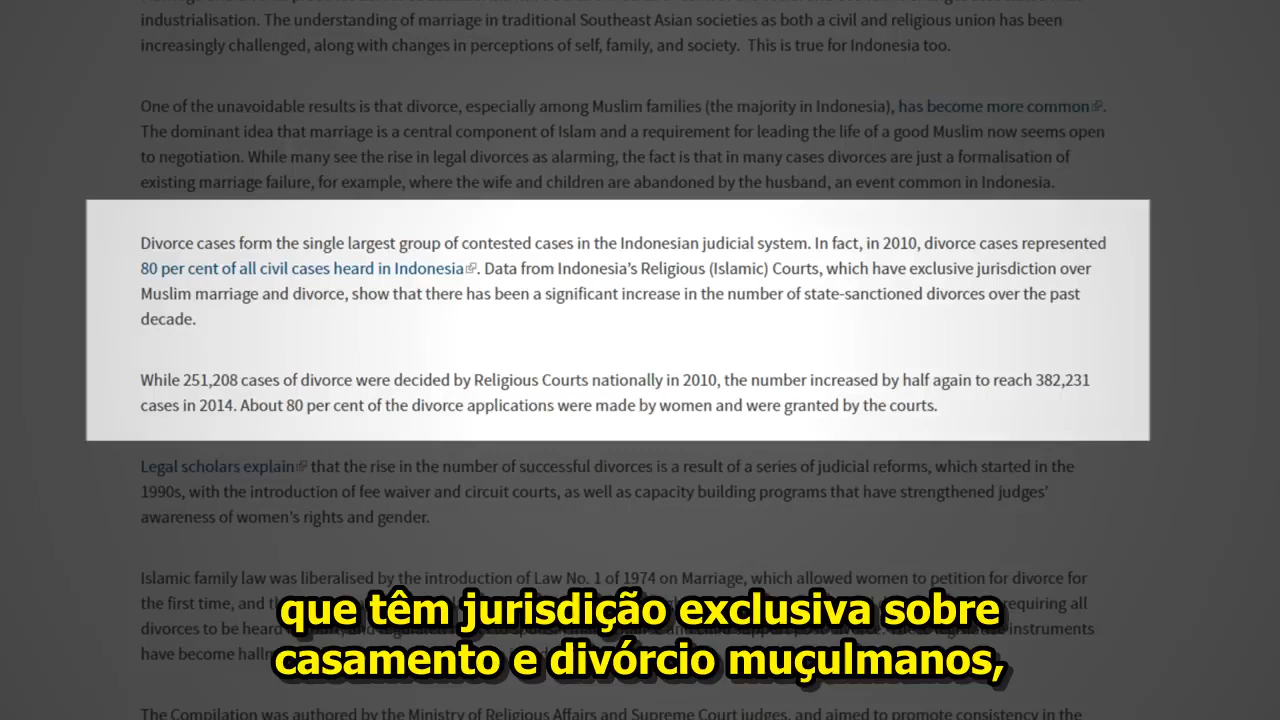 industrialisation. The understanding of marriage in traditional Southeast Asian societies as both a civil and religious union has been
increasingly challenged, along with changes in perceptions of self, family, and society. This is true for Indonesia too.
One of the unavoidable results is that divorce, especially among Muslim families (the majority in Indonesia), has become more common.
The dominant idea that marriage is a central component of Islam and a requirement for leading the life of a good Muslim now seems open
to negotiation. While many see the rise in legal divorces as alarming, the fact is that in many cases divorces are just a formalisation of
existing marriage failure, for example, where the wife and children are abandoned by the husband, an event common in Indonesia.
Divorce cases form the single largest group of contested cases in the Indonesian judicial system. In fact, in 2010, divorce cases represented
80 per cent of all civil cases heard in Indonesia. Data from Indonesia's Religious (Islamic) Courts, which have exclusive jurisdiction over
Muslim marriage and divorce, show that there has been a significant increase in the number of state-sanctioned divorces over the past
decade.
While 251,208 cases of divorce were decided by Religious Courts nationally in 2010, the number increased by half again to reach 382,231
cases in 2014. About 80 per cent of the divorce applications were made by women and were granted by the courts.
Legal scholars explain that the rise in the number of successful divorces is a result of a series of judicial reforms, which started in the
1990s, with the introduction of fee waiver and circuit courts, as well as capacity building programs that have strengthened judges'
awareness of women's rights and gender.
Islamic family law was liberalised by the introduction of Law No. 1 of 1974 on Marriage, which allowed women to petition for divorce for
the first time, and requiring all
divorces to be heard instruments
have become
que têm jurisdição exclusiva sobre
casamento e divórcio muçulmanos,
The Compilation was authored by the Ministry of Religious Affairs and Supreme Court judges, and aimed to promote consistency in the